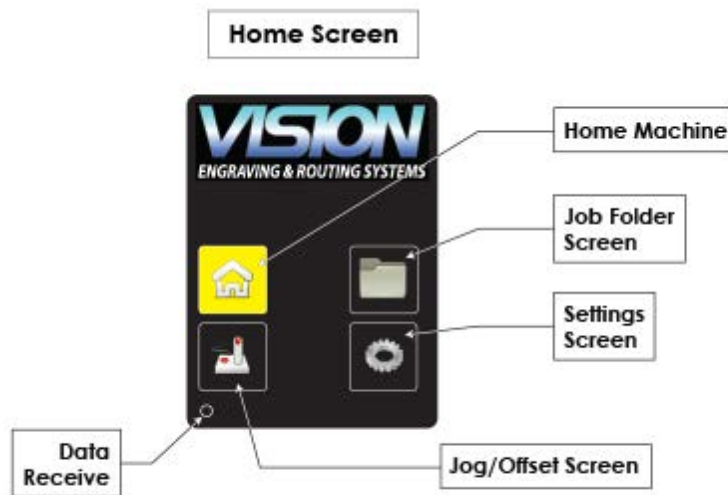 Home Screen
VISION
ENGRAVING & ROUTING SYSTEMS
Home Machine
Job Folder
Screen
Settings
Screen
Data
Receive
Jog/Offset Screen